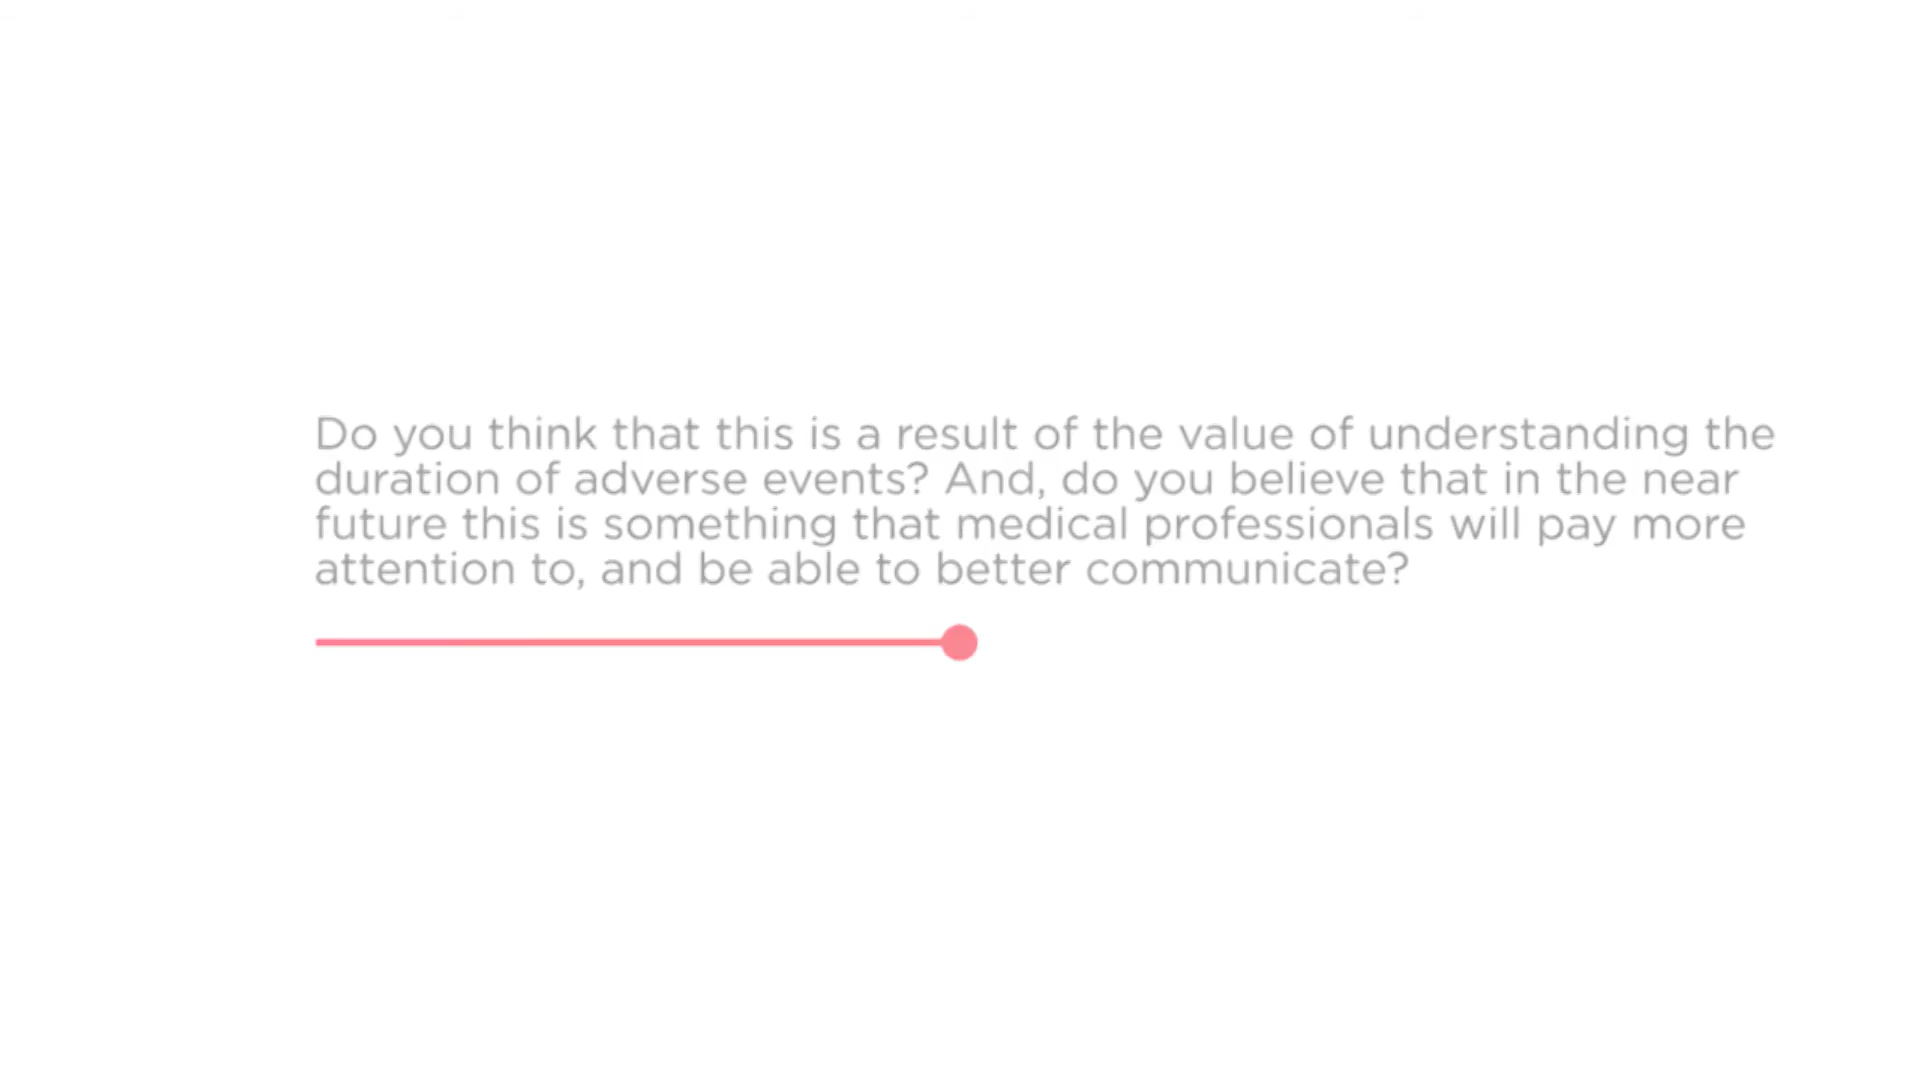 Do you think that this is a result of the value of understanding the
duration of adverse events? And, do you believe that in the near
future this is something that medical professionals will pay more
attention to, and be able to better communicate?